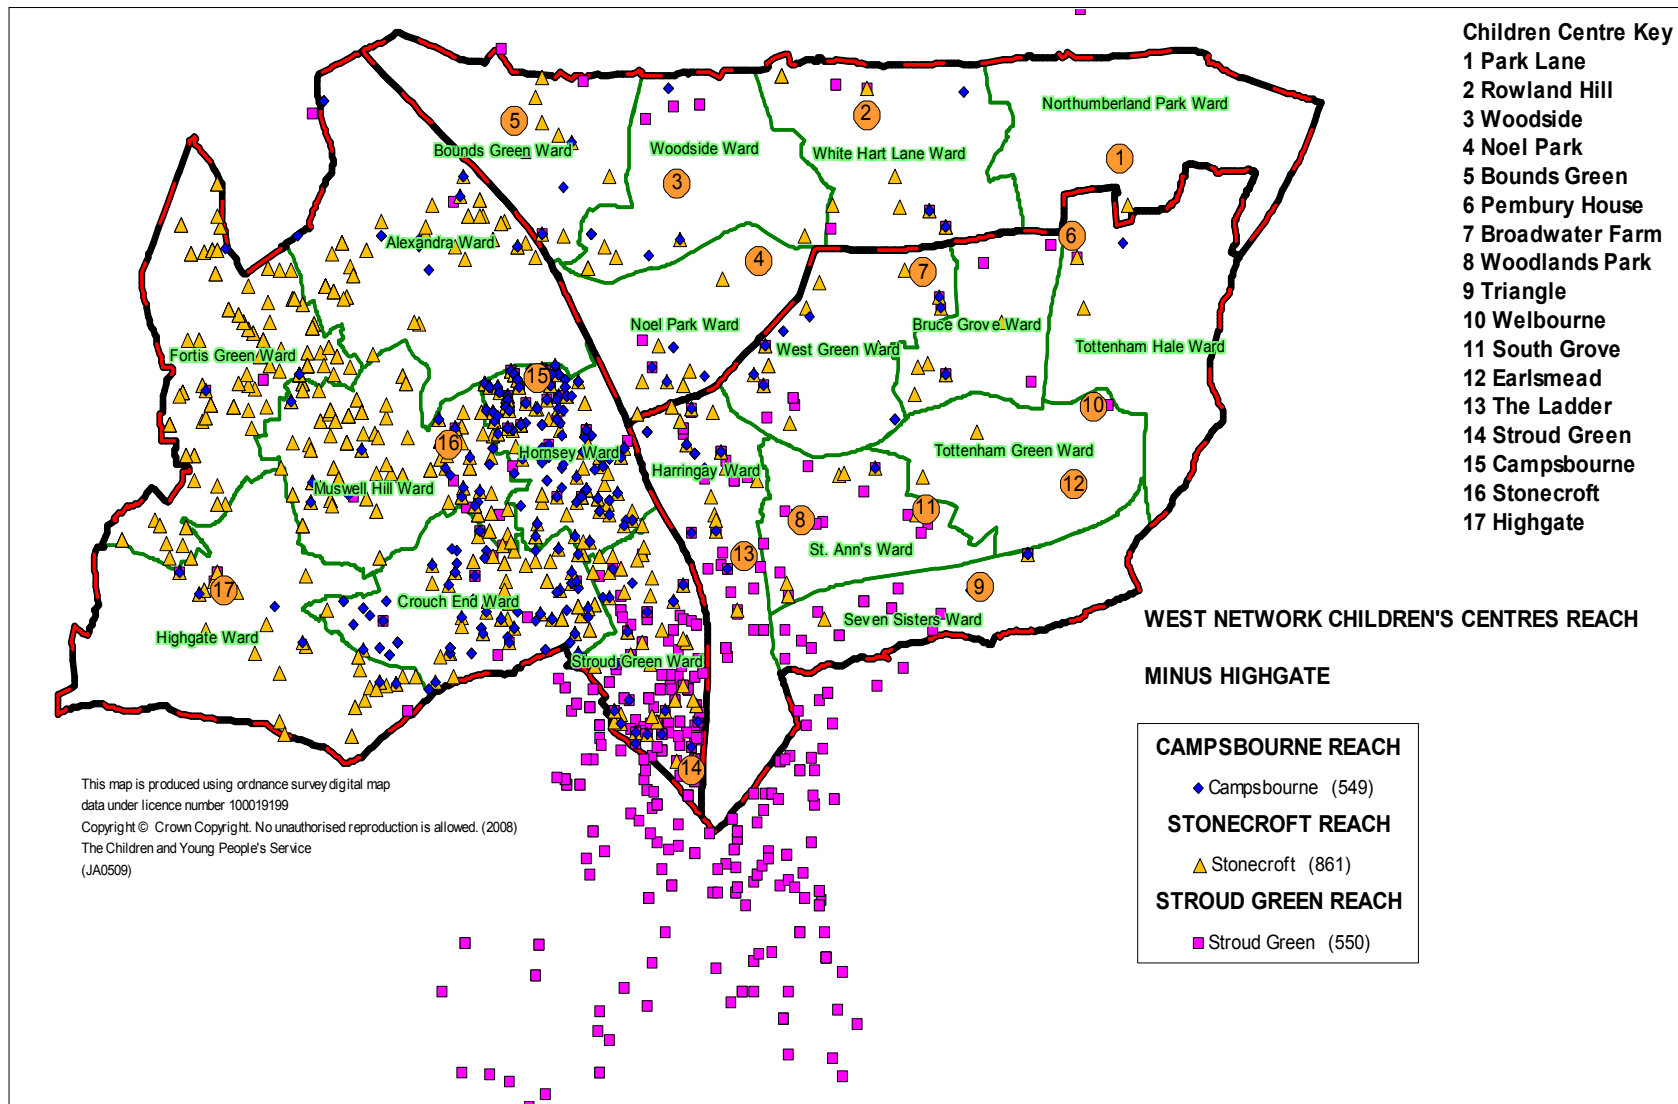 Children Centre Key
1 Park Lane
2 Rowland Hill
3 Woodside
4 Noel Park
5 Bounds Green
6 Pembury House
7 Broadwater Farm
8 Woodlands Park
9 Triangle
10 Welbourne
11 South Grove
12 Earlsmead
13 The Ladder
14 Stroud Green
15 Campsbourne
16 Stonecroft
17 Highgate
Northumberland Park Ward
2
5
Bounds Green Ward
Woodside Ward
White Hart Lane Ward
1
3
6
Alexandra Ward
4
7
Noel Park Ward
Bruce Grove Ward
Fortis Green Ward
West Green Ward
Tottenham Hale Ward
15
10
16
Hornsey Ward
Tottenham Green Ward
Harringay Ward
Muswell Hill Ward
12
8
11
St. Ann's Ward
13
17
9
Crouch End Ward
Seven Sisters Ward
Highgate Ward
Stroud Green Ward
14
WEST NETWORK CHILDREN'S CENTRES REACH
MINUS HIGHGATE
CAMPSBOURNE REACH
Campsbourne (549)
STONECROFT REACH
Stonecroft (861)
STROUD GREEN REACH
Stroud Green (550)
This map is produced using ordnance survey digital map
data under licence number 100019199
Copyright © Crown Copyright. No unauthorised reproduction is allowed. (2008)
The Children and Young People's Service
(JA0509)